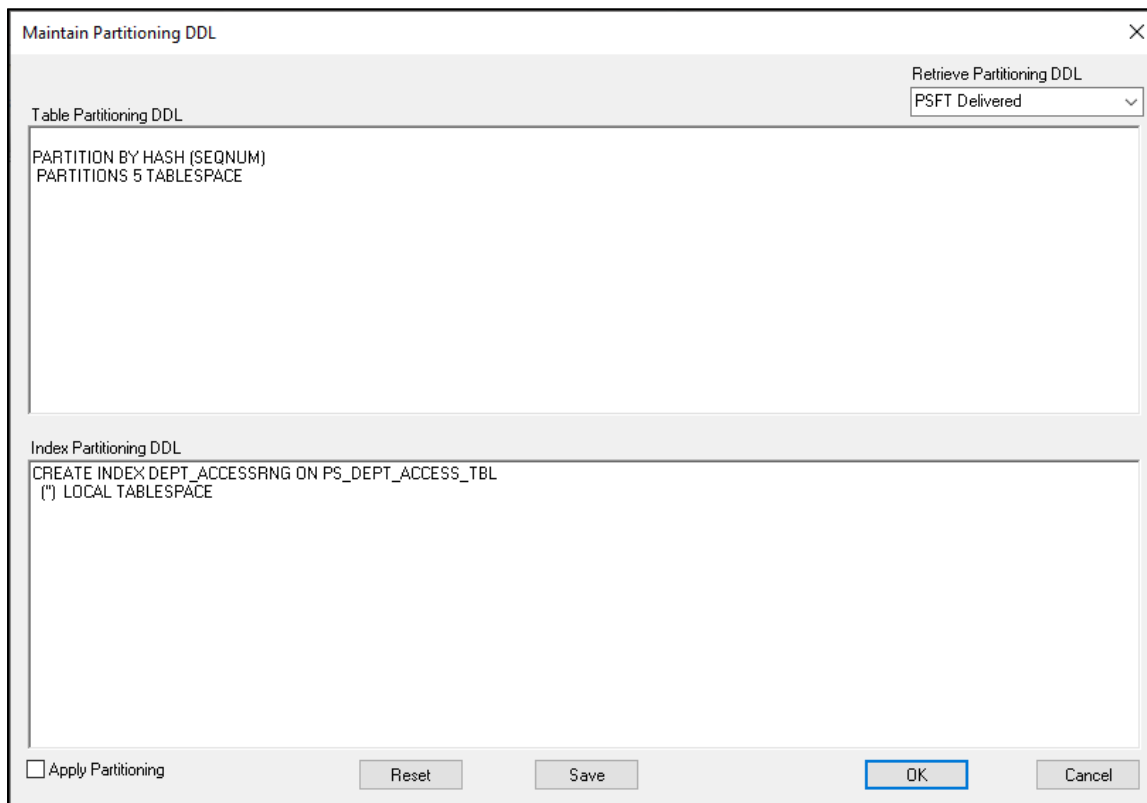 Maintain Partitioning DDL
Retrieve Partitioning DDL
PSFT Delivered
Table Partitioning DDL
PARTITION BY HASH (SEQNUM)
PARTITIONS 5 TABLESPACE
Index Partitioning DDL
CREATE INDEX DEPT_ACCESSRNG ON PS_DEPT_ACCESS_TBL
('') LOCAL TABLESPACE
Apply Partitioning
Reset
Save
OK
Cancel